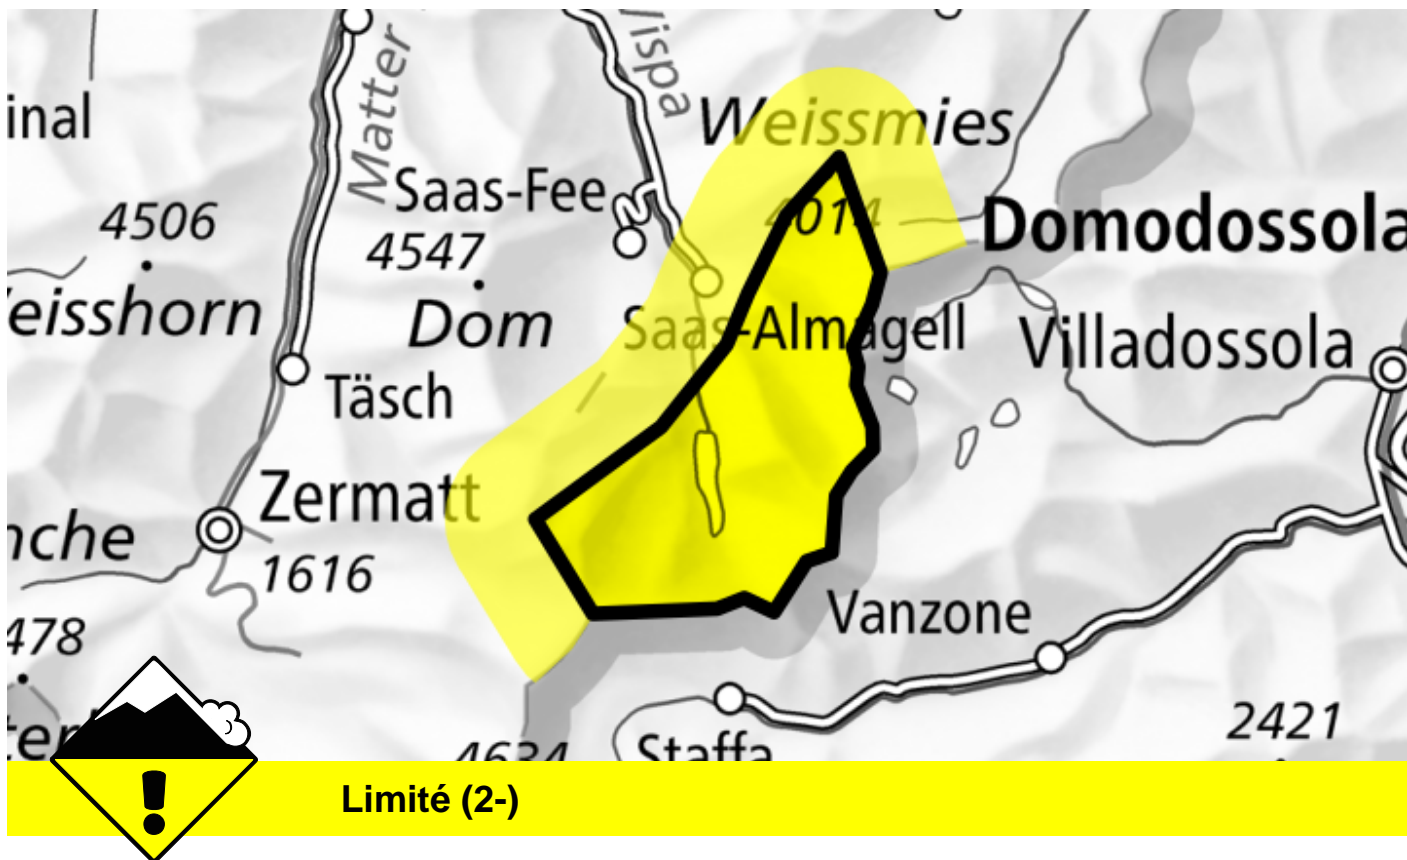 Matter
Vispa
Weissmies
inal
Saas-Fee
4506
4014
4547
Domodossola
eisshorn
Dom
Saas-Almagell
Villadossola
Täsch
Zermatt
nche
1616
Vanzone
478
2421
4634
Staffa
Limité (2-)